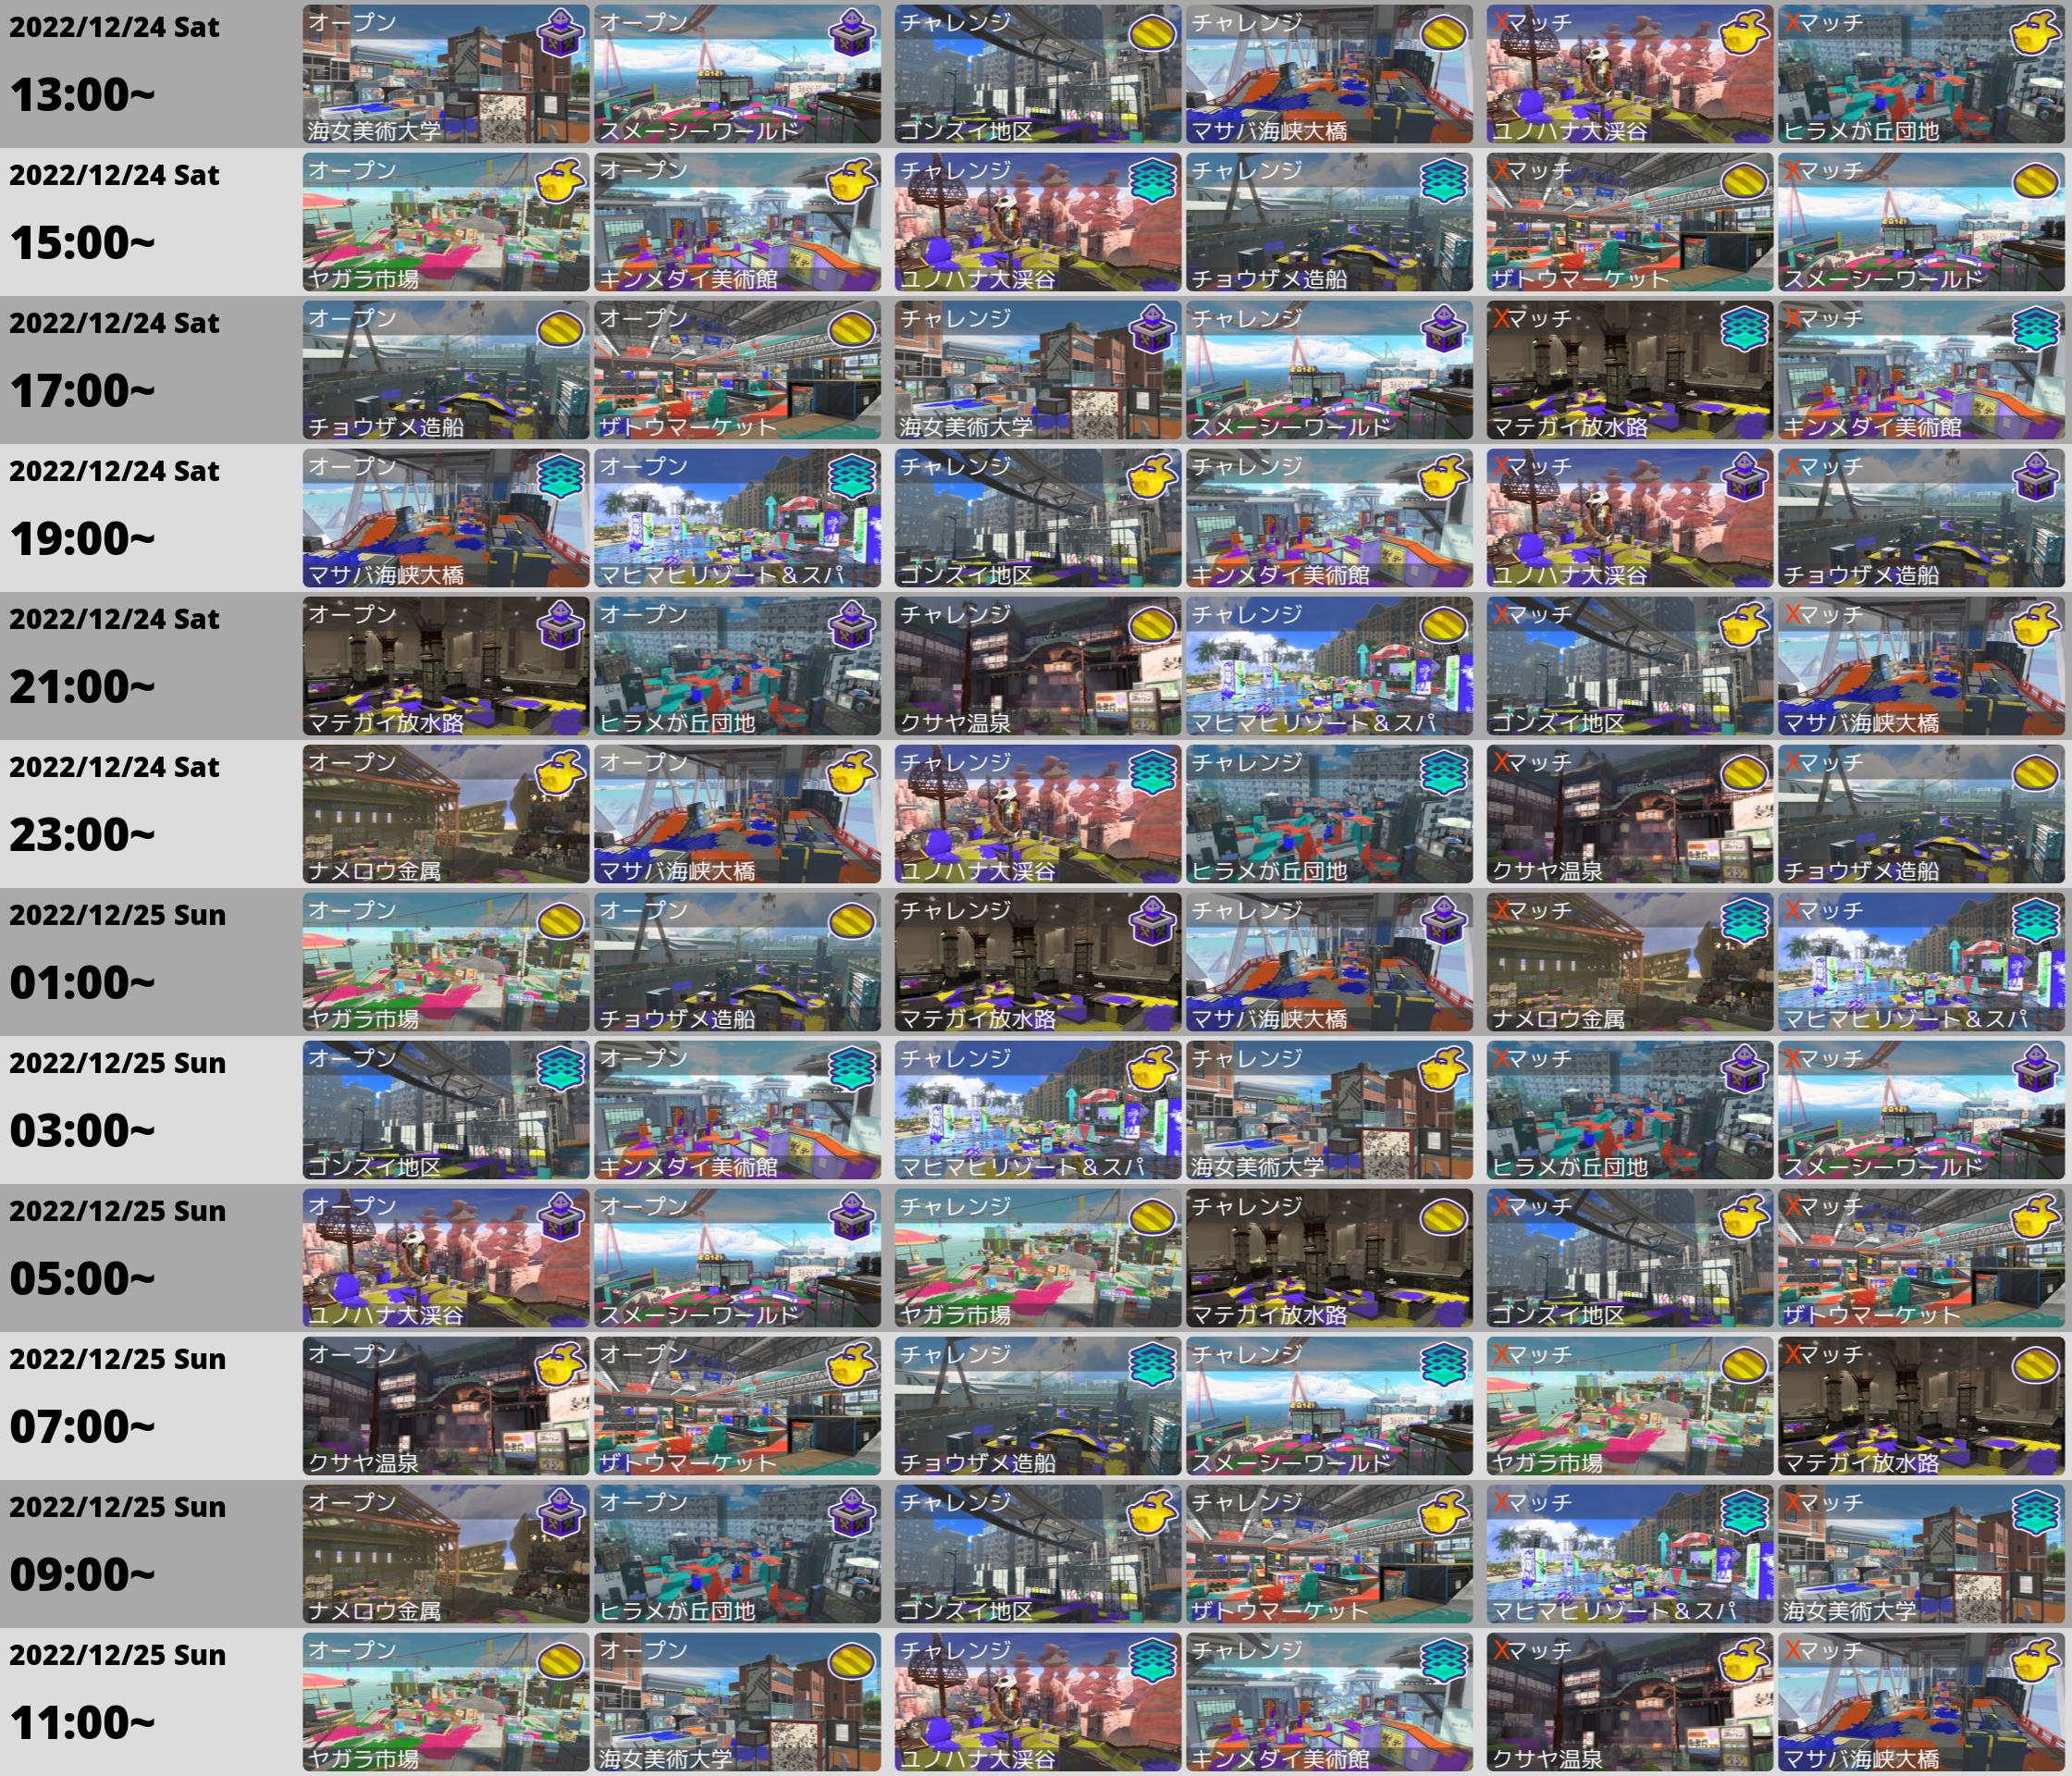 2022/12/24 Sat
13:00~
オープン オープン チャレンジ チャレンジ Xマッチ Xマッチ
海女美術大学 スメーシーワールド ゴンズイ地区 マサバ海峡大橋 ユノハナ大渓谷 ヒラメが丘団地
2022/12/24 Sat
15:00~
オープン オープン チャレンジ チャレンジ Xマッチ Xマッチ
ヤガラ市場 キンメダイ美術館 ユノハナ大渓谷 チョウザメ造船 ザトウマーケット スメーシーワールド
2022/12/24 Sat
17:00~
オープン オープン チャレンジ チャレンジ Xマッチ Xマッチ
チョウザメ造船 ザトウマーケット 海女美術大学 スメーシーワールド マテガイ放水路 キンメダイ美術館
2022/12/24 Sat
19:00~
オープン オープン チャレンジ チャレンジ Xマッチ Xマッチ
マサバ海峡大橋 マヒマヒリゾート＆スパ ゴンズイ地区 キンメダイ美術館 ユノハナ大渓谷 チョウザメ造船
2022/12/24 Sat
21:00~
オープン オープン チャレンジ チャレンジ Xマッチ Xマッチ
マテガイ放水路 ヒラメが丘団地 クサヤ温泉 マヒマヒリゾート＆スパ ゴンズイ地区 マサバ海峡大橋
2022/12/24 Sat
23:00~
オープン オープン チャレンジ チャレンジ Xマッチ Xマッチ
ナメロウ金属 マサバ海峡大橋 ユノハナ大渓谷 ヒラメが丘団地 クサヤ温泉 チョウザメ造船
2022/12/25 Sun
01:00~
オープン オープン チャレンジ チャレンジ Xマッチ Xマッチ
ヤガラ市場 チョウザメ造船 マテガイ放水路 マサバ海峡大橋 ナメロウ金属 マヒマヒリゾート＆スパ
2022/12/25 Sun
03:00~
オープン オープン チャレンジ チャレンジ Xマッチ Xマッチ
ゴンズイ地区 キンメダイ美術館 マヒマヒリゾート＆スパ 海女美術大学 ヒラメが丘団地 スメーシーワールド
2022/12/25 Sun
05:00~
オープン オープン チャレンジ チャレンジ Xマッチ Xマッチ
ユノハナ大渓谷 スメーシーワールド ヤガラ市場 マテガイ放水路 ゴンズイ地区 ザトウマーケット
2022/12/25 Sun
07:00~
オープン オープン チャレンジ チャレンジ Xマッチ Xマッチ
クサヤ温泉 ザトウマーケット チョウザメ造船 スメーシーワールド ヤガラ市場 マテガイ放水路
2022/12/25 Sun
09:00~
オープン オープン チャレンジ チャレンジ Xマッチ Xマッチ
ナメロウ金属 ヒラメが丘団地 ゴンズイ地区 ザトウマーケット マヒマヒリゾート＆スパ 海女美術大学
2022/12/25 Sun
11:00~
オープン オープン チャレンジ チャレンジ Xマッチ Xマッチ
ヤガラ市場 海女美術大学 ユノハナ大渓谷 キンメダイ美術館 クサヤ温泉 マサバ海峡大橋